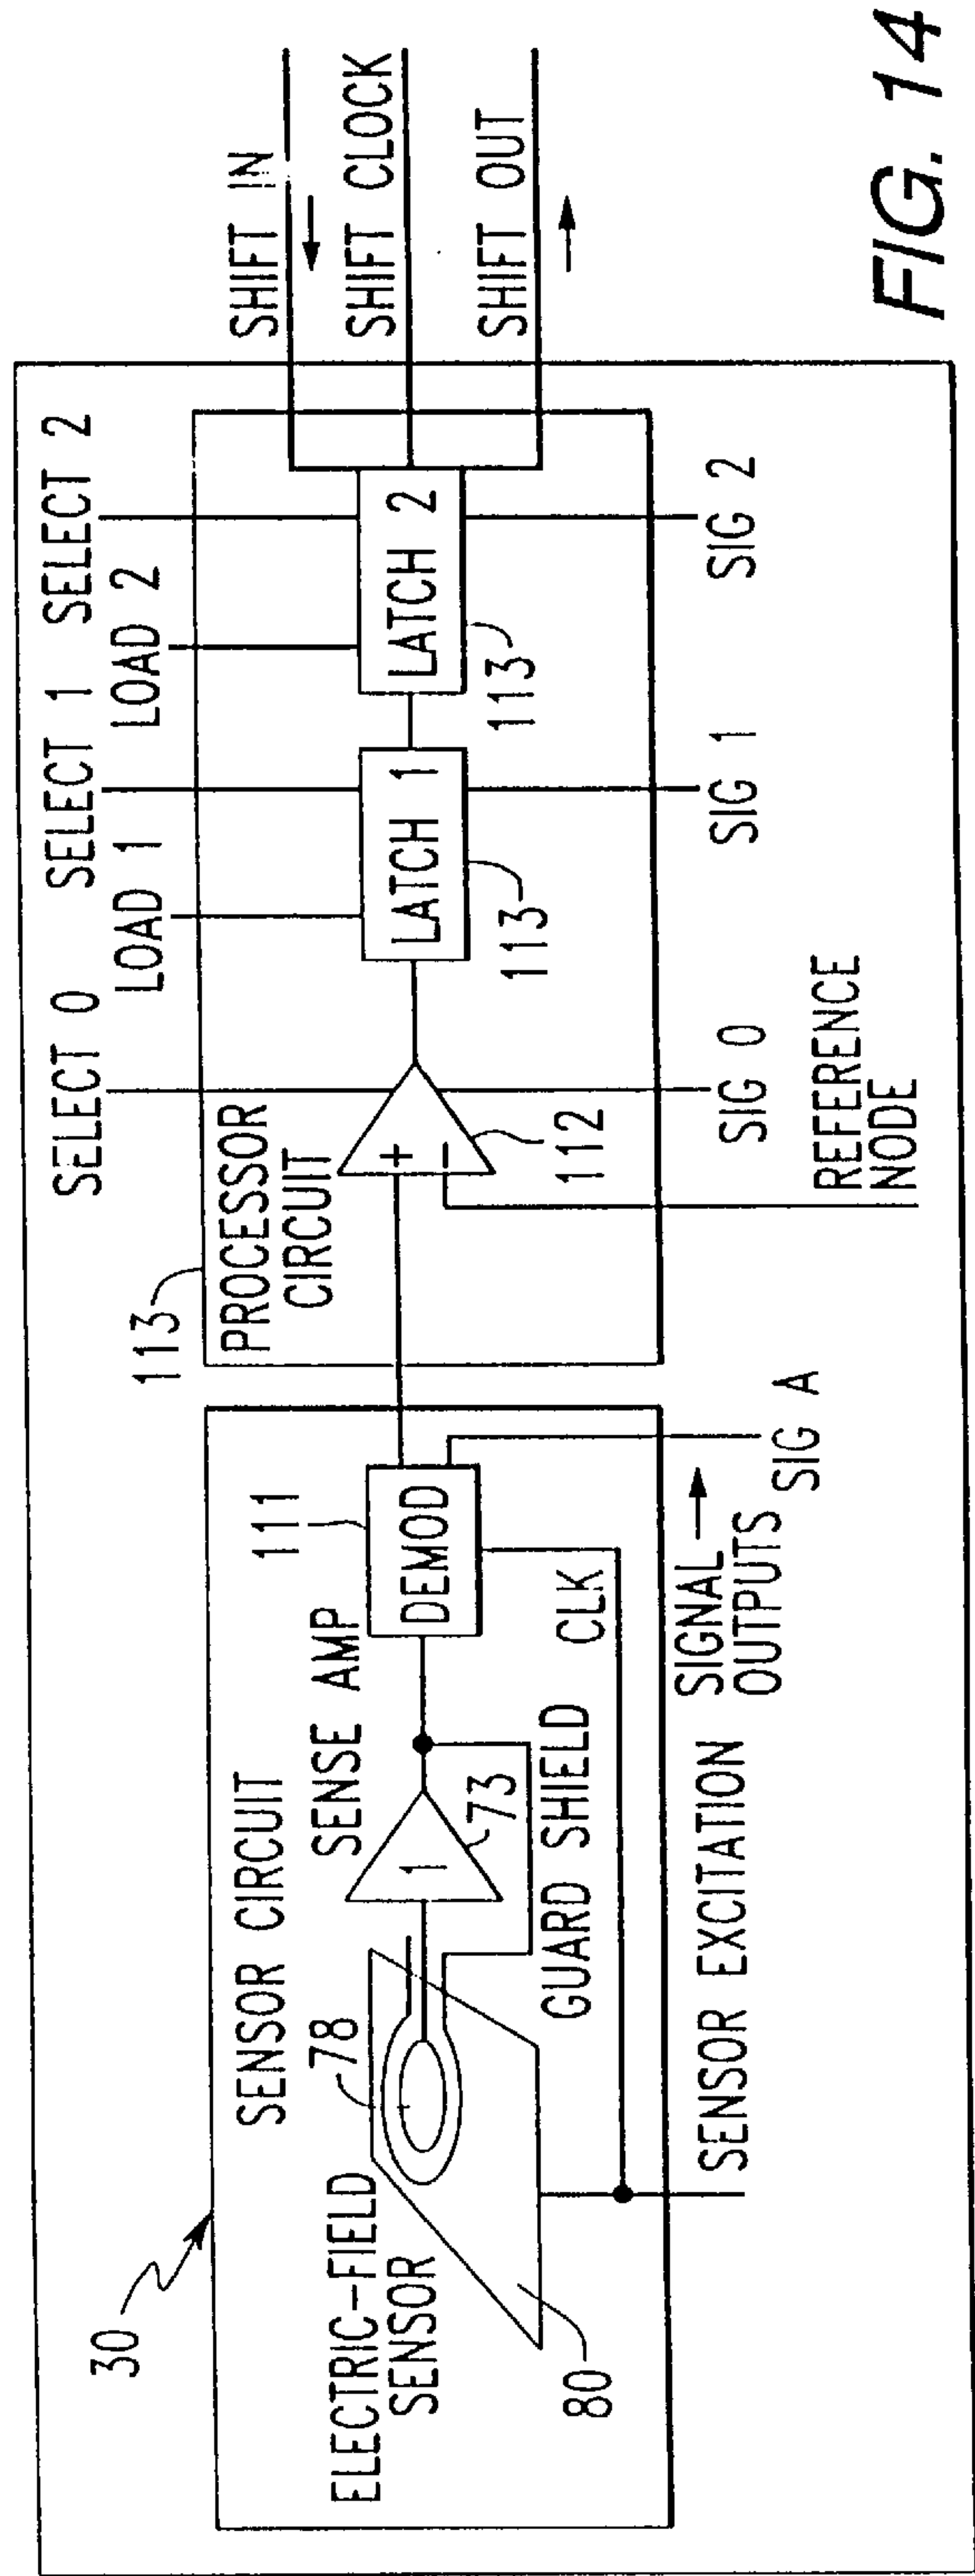 30
SENSOR CIRCUIT
ELECTRIC-FIELD
SENSOR
78
80
SENSE AMP
1
73
GUARD SHIELD
111
DEMOD
CLK
SENSOR EXCITATION
SIGNAL
OUTPUTS
SIG A
113
PROCESSOR
CIRCUIT
+
-
112
SELECT 0
LOAD 1
SELECT 1
LOAD 2
SELECT 2
LATCH 1
113
LATCH 2
113
SIG 0
REFERENCE
NODE
SIG 1
SIG 2
SHIFT IN
SHIFT CLOCK
SHIFT OUT
FIG. 14